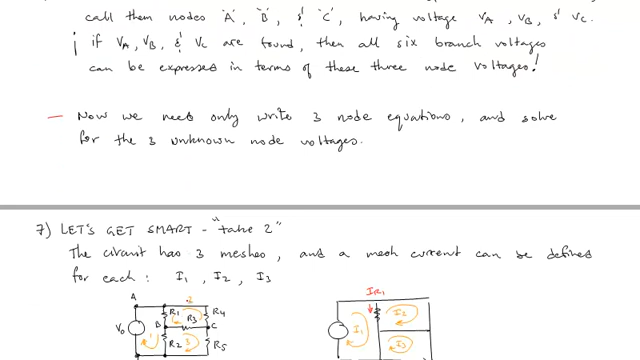 call them nodes 'A', 'B', & 'C', having voltage VA, VB, & VC.
¡ if VA, VB, & VC are found, then all six branch voltages
can be expressed in terms of these three node voltages!
— Now we need only write 3 node equations, and solve
for the 3 unknown node voltages.
7) LET'S GET SMART - "take 2"
The circuit has 3 meshes, and a mesh current can be defined
for each: I1, I2, I3
A
2
R1
R3
R4
V0
B
C
1
R2
3
R5
IR1
I1
I2
I3